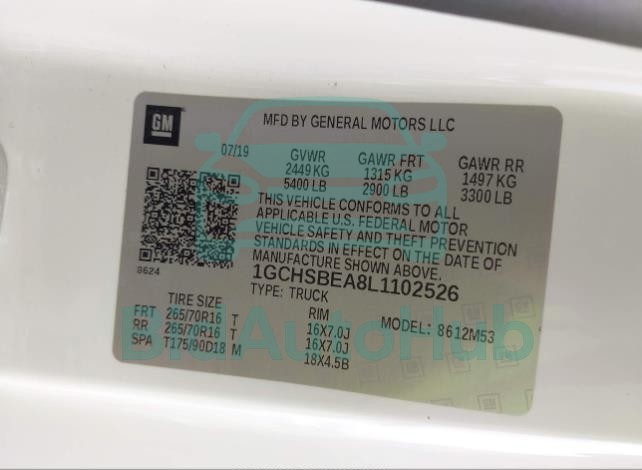 GM
MFD BY GENERAL MOTORS LLC
07/19 GVWR GAWR FRT GAWR RR
2449 KG 1315 KG 1497 KG
5400 LB 2900 LB 3300 LB
THIS VEHICLE CONFORMS TO ALL
APPLICABLE U.S. FEDERAL MOTOR
VEHICLE SAFETY AND THEFT PREVENTION
STANDARDS IN EFFECT ON THE DATE OF
MANUFACTURE SHOWN ABOVE.
8624
1GCHSBEA8L1102526
TYPE: TRUCK
TIRE SIZE RIM MODEL: 8612M53
FRT 265/70R16 T 16X7.0J
RR 265/70R16 T 16X7.0J
SPA T175/90D18 M 18X4.5B
BidAutoHub